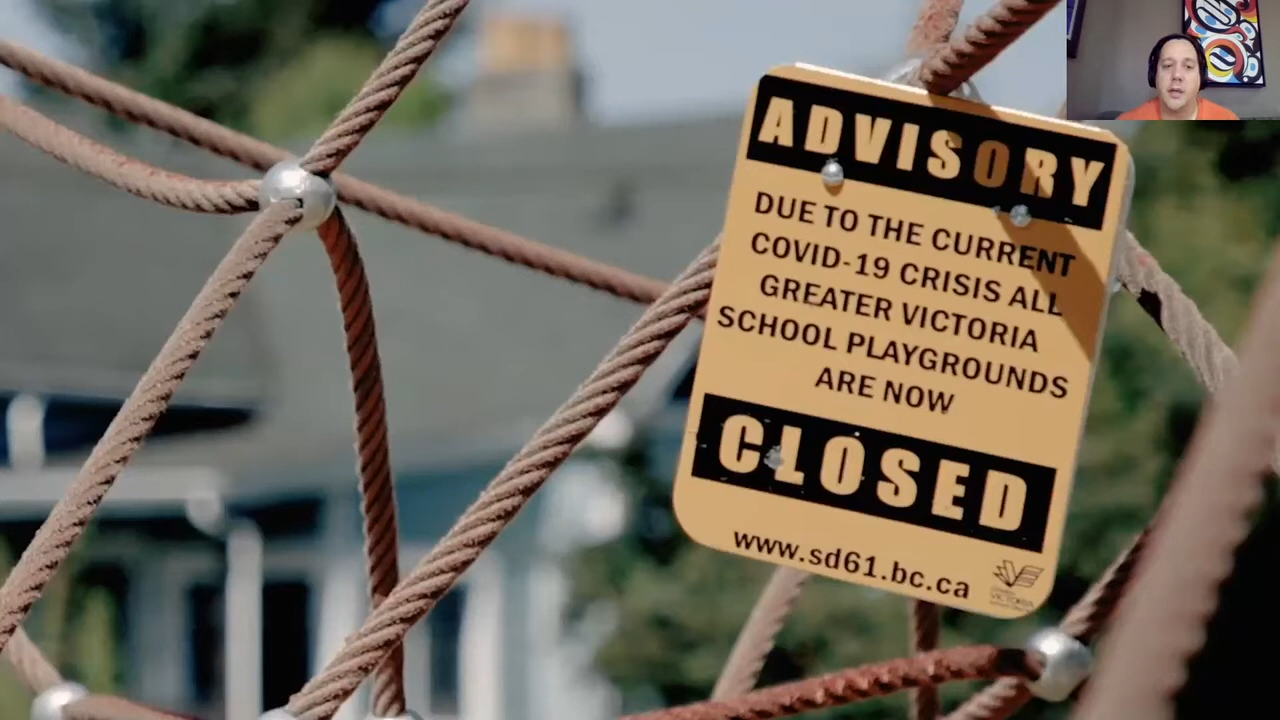 ADVISORY
DUE TO THE CURRENT
COVID-19 CRISIS ALL
GREATER VICTORIA
SCHOOL PLAYGROUNDS
ARE NOW
CLOSED
www.sd61.bc.ca
VICTORIA